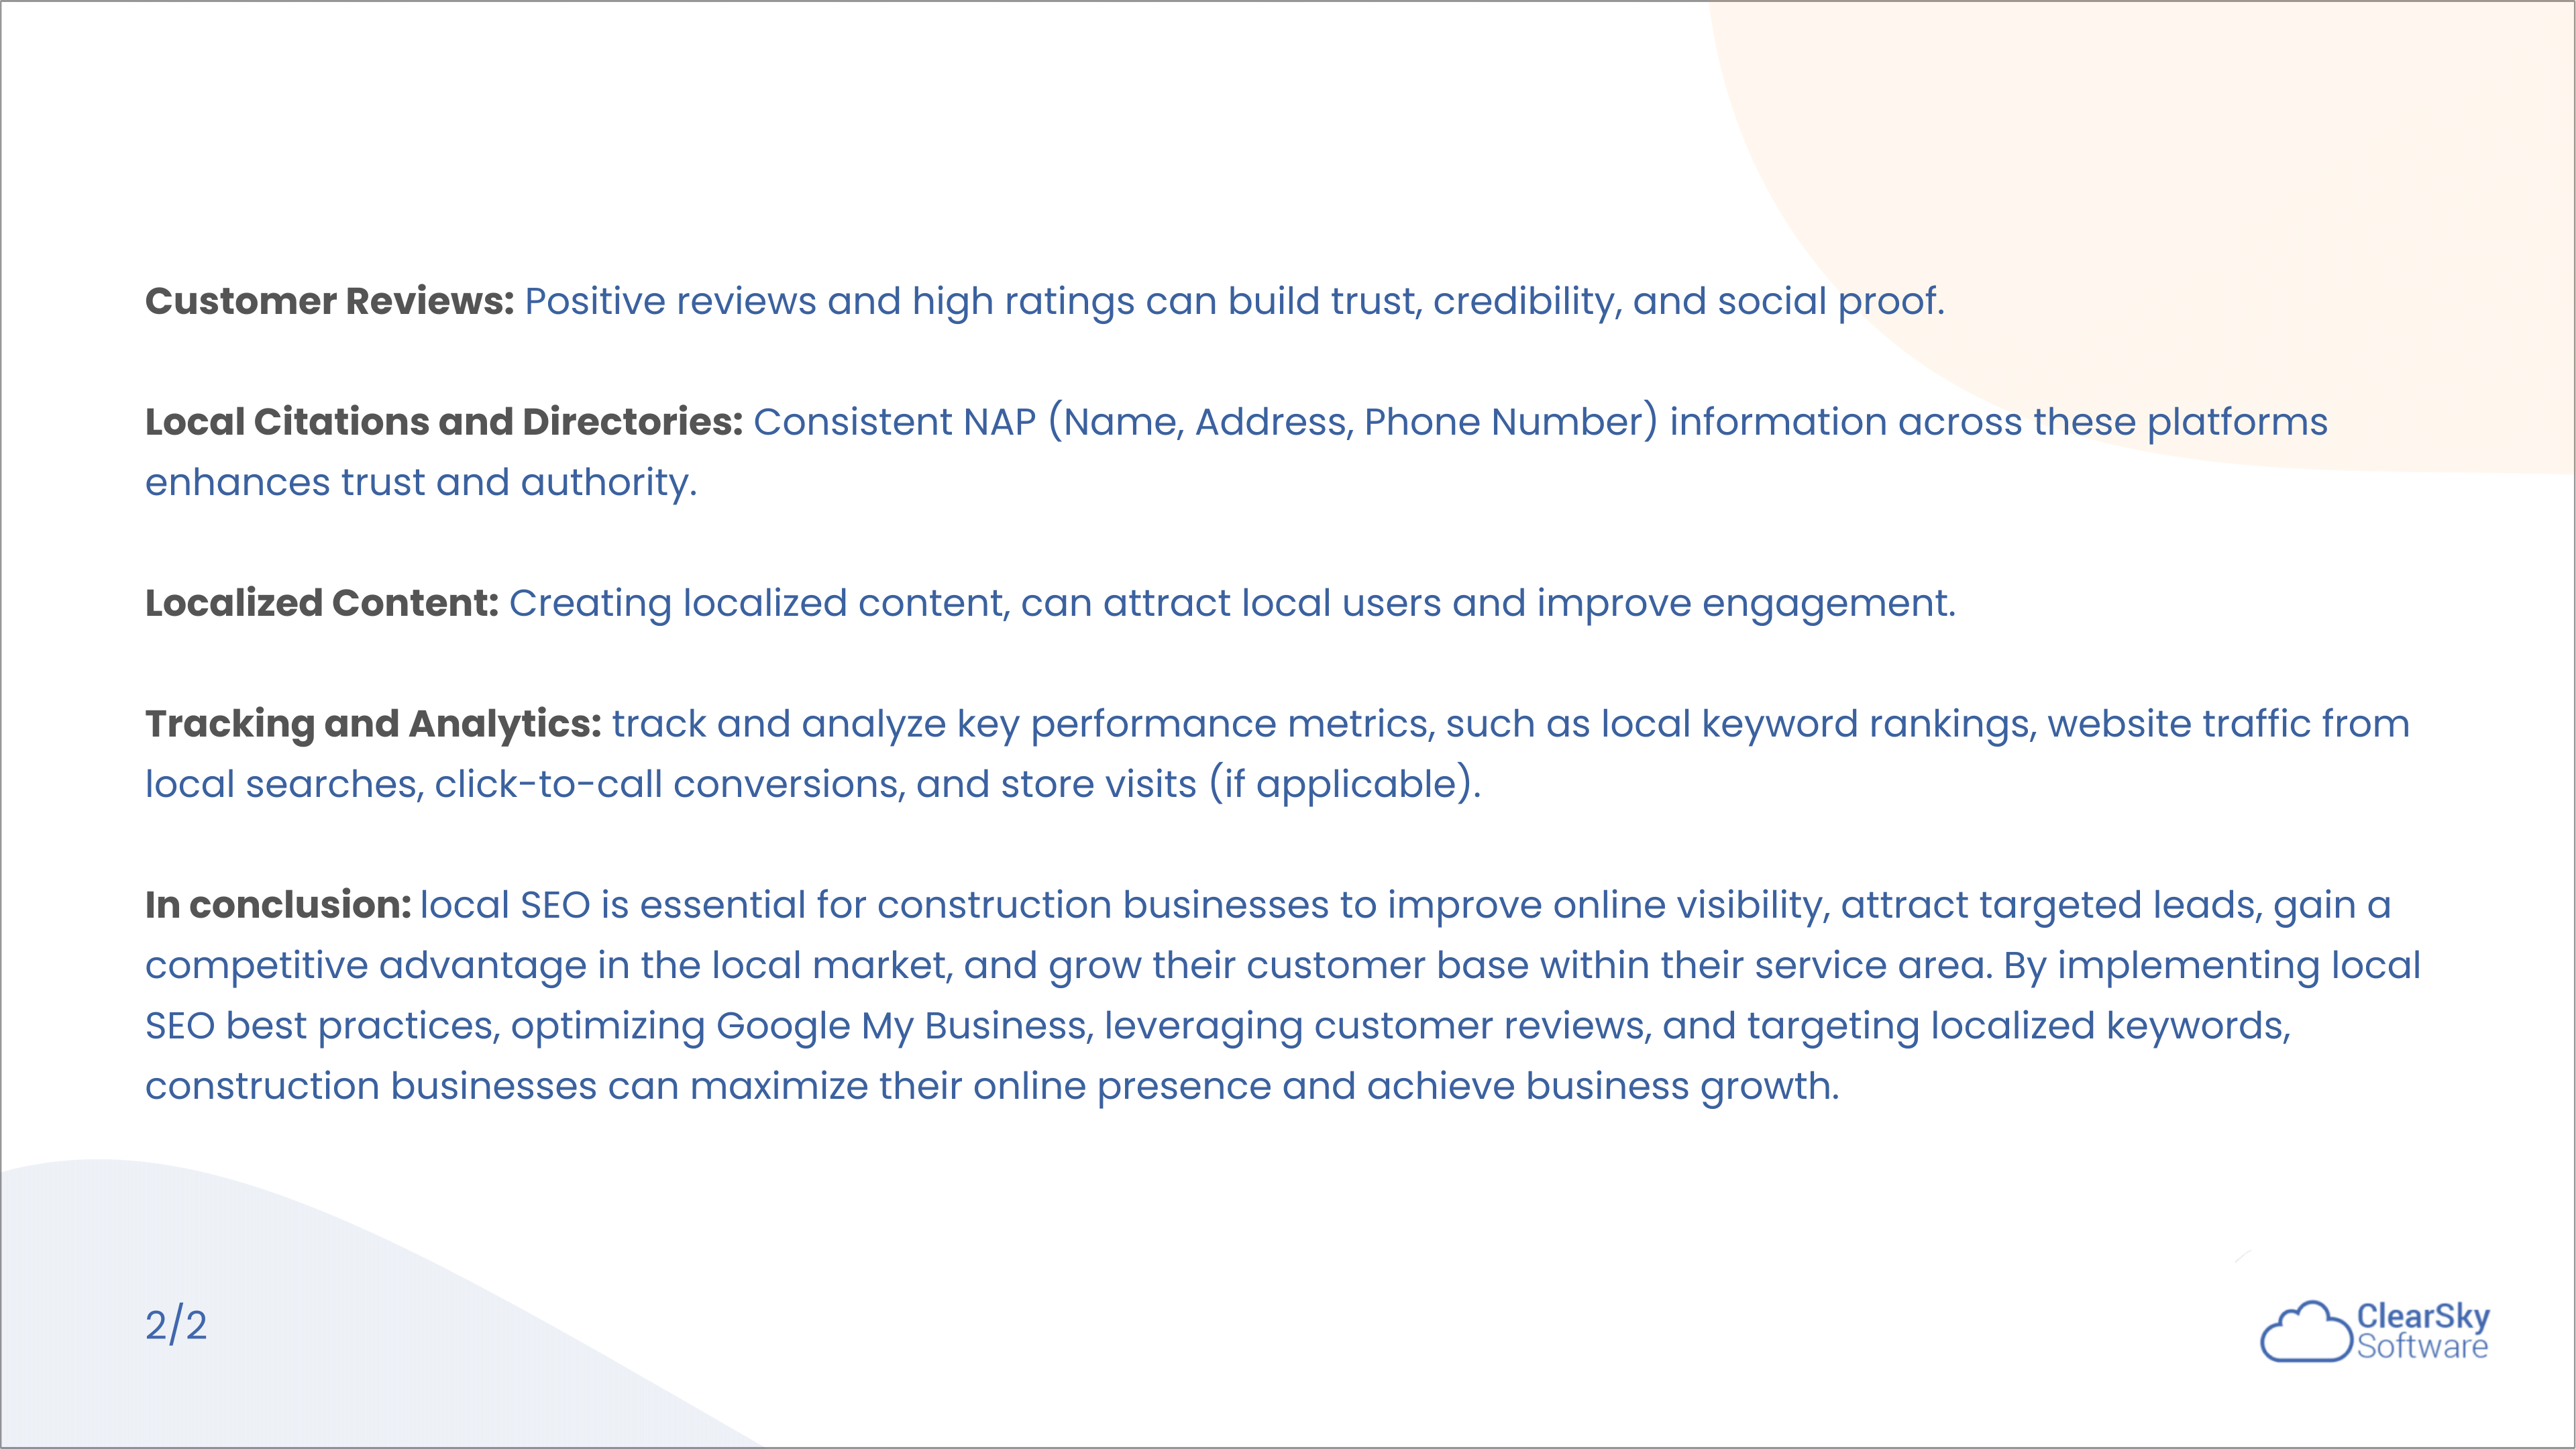 Customer Reviews: Positive reviews and high ratings can build trust, credibility, and social proof.
Local Citations and Directories: Consistent NAP (Name, Address, Phone Number) information across these platforms
enhances trust and authority.
Localized Content: Creating localized content, can attract local users and improve engagement.
Tracking and Analytics: track and analyze key performance metrics, such as local keyword rankings, website traffic from
local searches, click-to-call conversions, and store visits (if applicable).
In conclusion: local SEO is essential for construction businesses to improve online visibility, attract targeted leads, gain a
competitive advantage in the local market, and grow their customer base within their service area. By implementing local
SEO best practices, optimizing Google My Business, leveraging customer reviews, and targeting localized keywords,
construction businesses can maximize their online presence and achieve business growth.
2/2
ClearSky
Software